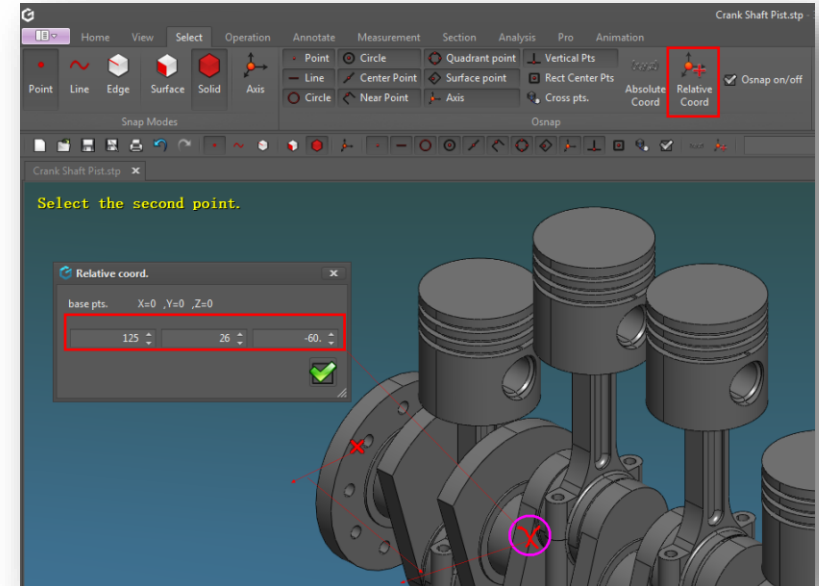 Crank Shaft Pist.stp -
Home View Select Operation Annotate Measurement Section Analysis Pro Animation
Point Circle Quadrant point Vertical Pts
Line Center Point Surface point Rect Center Pts Osnap on/off
Point Line Edge Surface Solid Axis Circle Near Point Axis Cross pts. Absolute Coord Relative Coord
Snap Modes Osnap
Crank Shaft Pist.stp
Select the second point.
Relative coord.
base pts. X=0 ,Y=0 ,Z=0
125 26 -60.